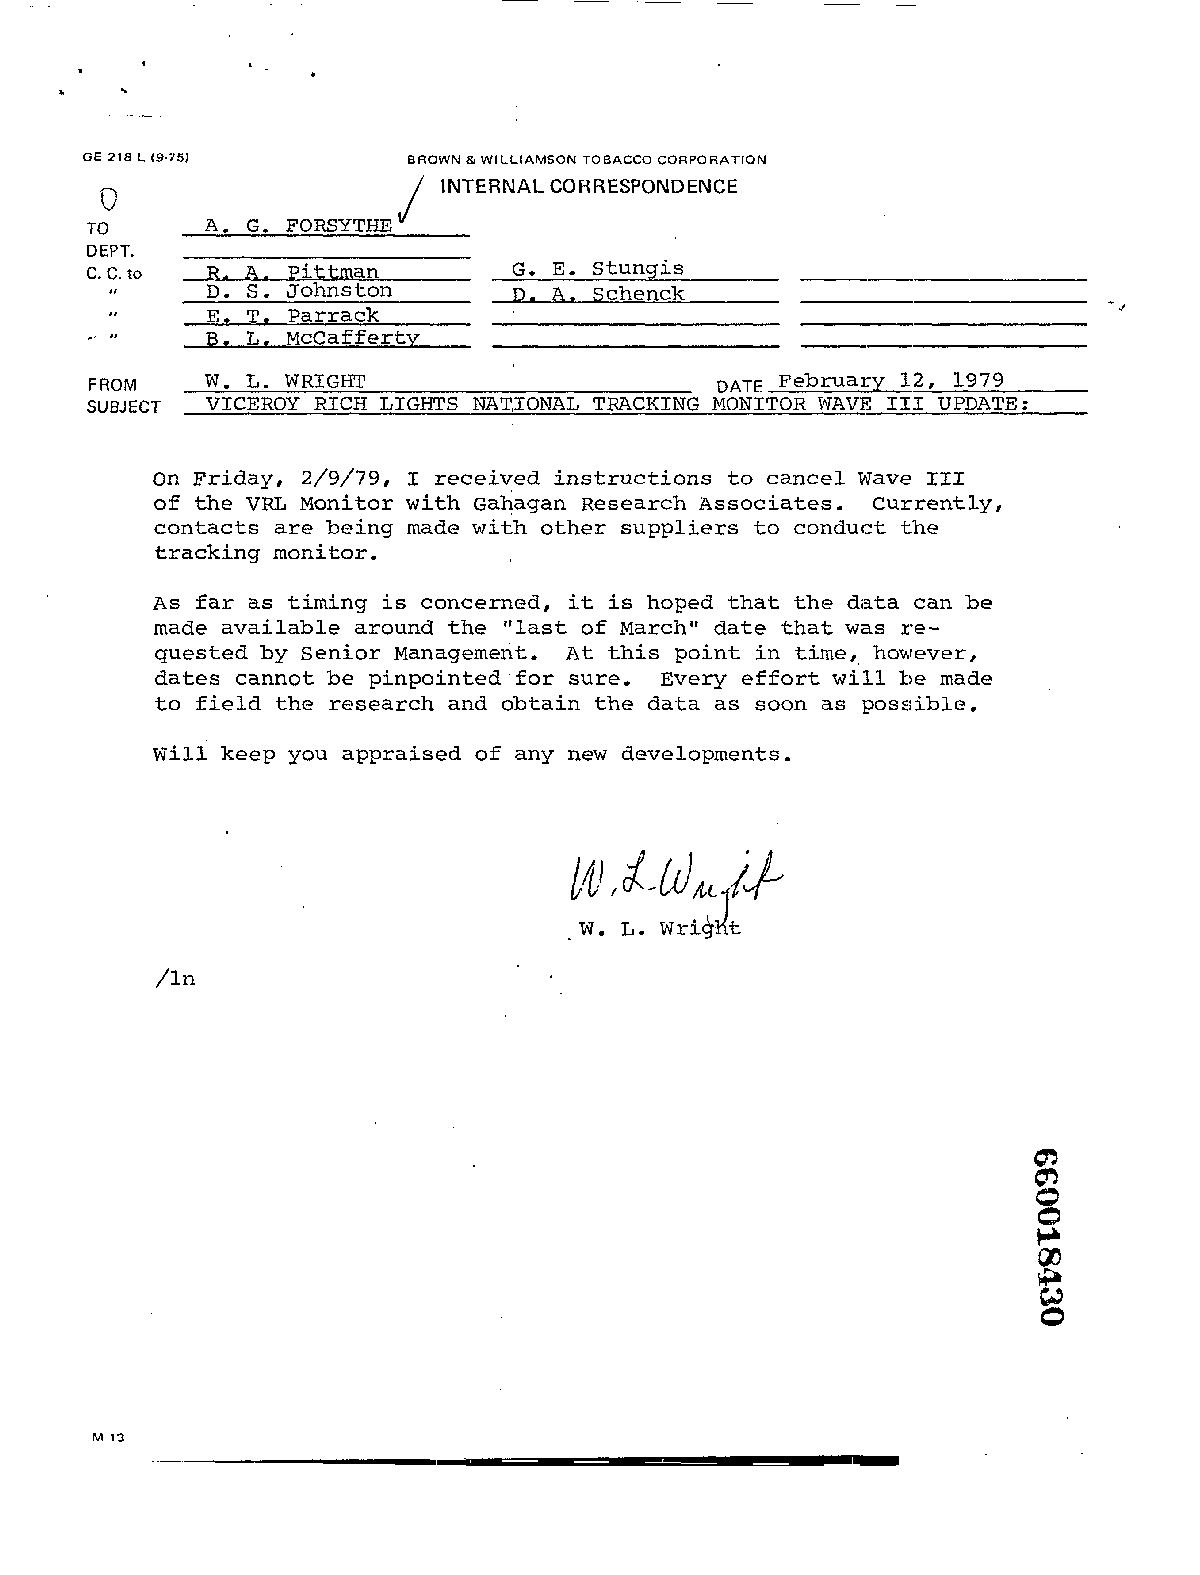 GE 218 L (9-75)
BROWN & WILLIAMSON TOBACCO CORPORATION
INTERNAL CORRESPONDENCE
TO A. G. FORSYTHE
DEPT.
C. C. to R. A. Pittman G. E. Stungis
" D. S. Johnston D. A. Schenck
" E. T. Parrack
" B. L. McCafferty
FROM W. L. WRIGHT DATE February 12, 1979
SUBJECT VICEROY RICH LIGHTS NATIONAL TRACKING MONITOR WAVE III UPDATE:
On Friday, 2/9/79, I received instructions to cancel Wave III
of the VRL Monitor with Gahagan Research Associates. Currently,
contacts are being made with other suppliers to conduct the
tracking monitor.
As far as timing is concerned, it is hoped that the data can be
made available around the "last of March" date that was re-
quested by Senior Management. At this point in time, however,
dates cannot be pinpointed for sure. Every effort will be made
to field the research and obtain the data as soon as possible.
Will keep you appraised of any new developments.
W. L. Wright
W. L. Wright
/ln
660018430
M 13